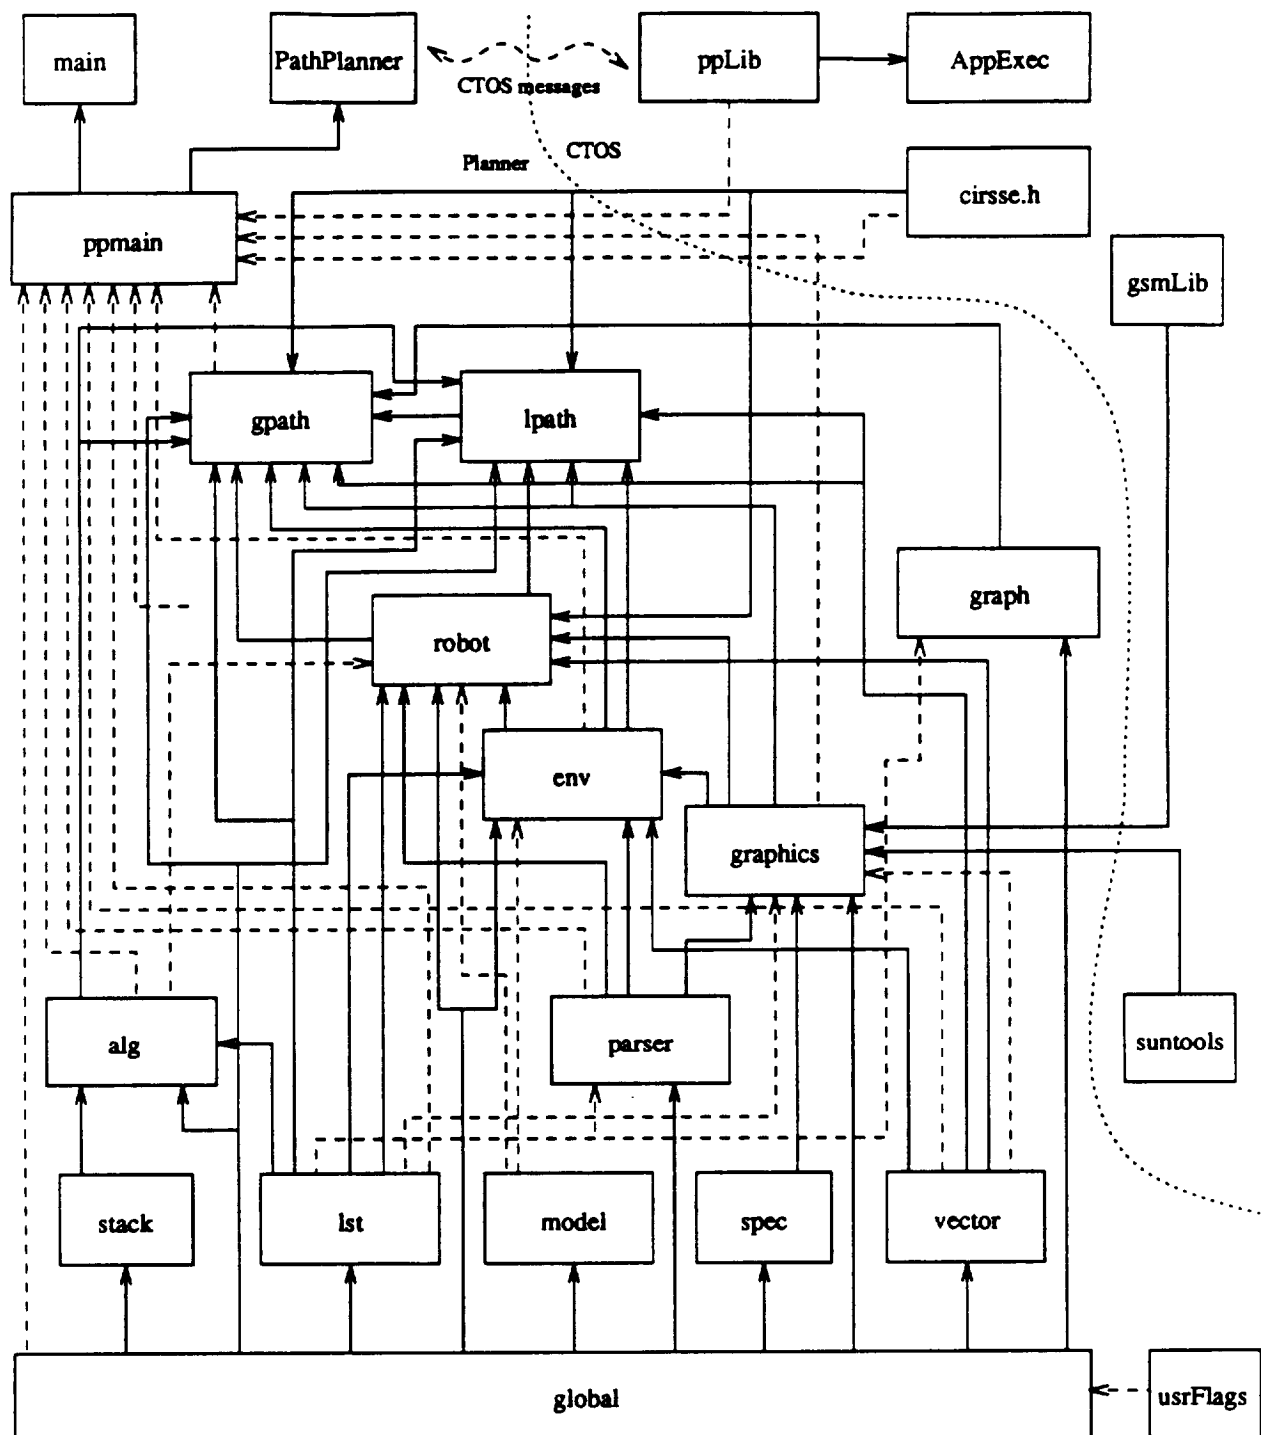 main
PathPlanner
ppLib
AppExec
CTOS messages
Planner
CTOS
cirsse.h
ppmain
gsmLib
gpath
lpath
graph
robot
env
graphics
alg
parser
suntools
stack
lst
model
spec
vector
global
usrFlags